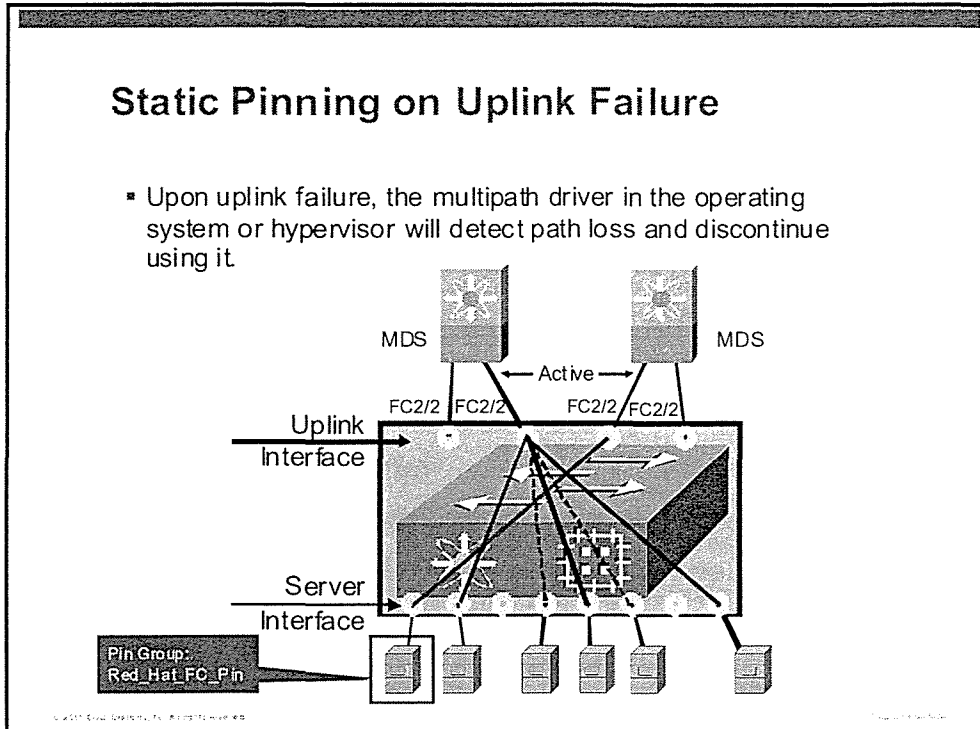 Static Pinning on Uplink Failure
▪ Upon uplink failure, the multipath driver in the operating
system or hypervisor will detect path loss and discontinue
using it.
MDS
MDS
Active
FC2/2
FC2/2
FC2/2
FC2/2
Uplink
Interface
Server
Interface
Pin Group:
Red_Hat_FC_Pin